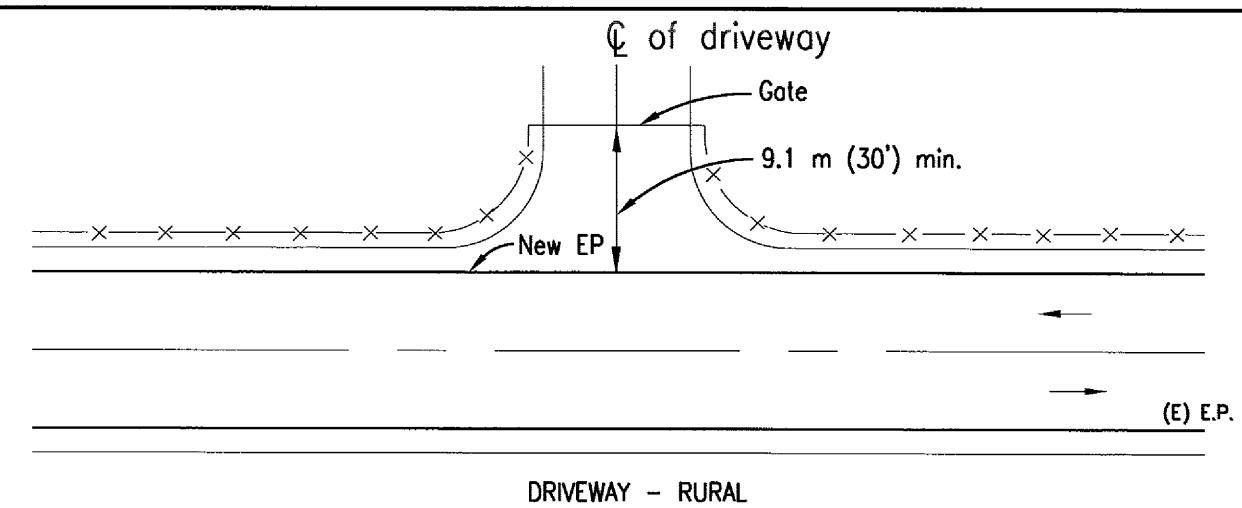 ℄ of driveway
Gate
9.1 m (30') min.
New EP
(E) E.P.
DRIVEWAY - RURAL